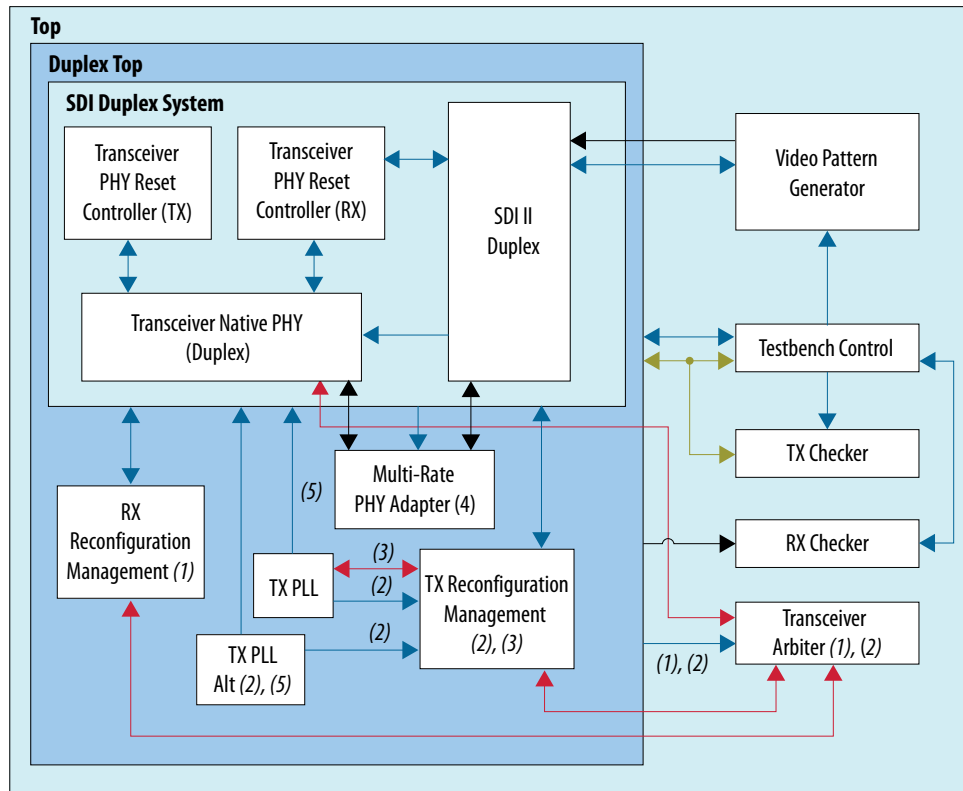 Top
Duplex Top
SDI Duplex System
Transceiver
PHY Reset
Controller (TX)
Transceiver
PHY Reset
Controller (RX)
SDI II
Duplex
Video Pattern
Generator
Transceiver Native PHY
(Duplex)
Testbench Control
TX Checker
Multi-Rate
PHY Adapter (4)
(5)
RX
Reconfiguration
Management (1)
RX Checker
TX PLL
(3)
(2)
TX Reconfiguration
Management
(2), (3)
(2)
TX PLL
Alt (2), (5)
(1), (2)
Transceiver
Arbiter (1), (2)